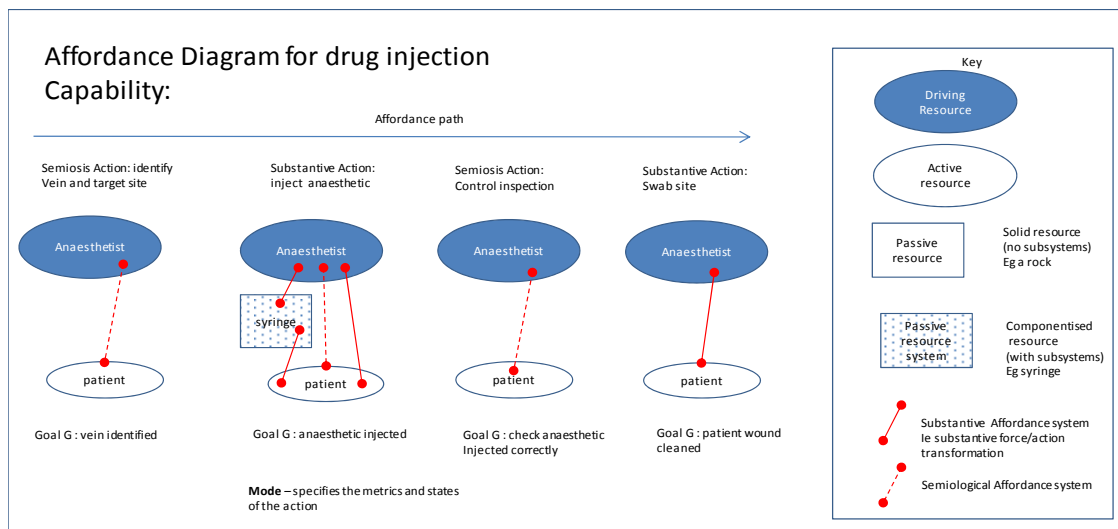 Affordance Diagram for drug injection
Capability:
Affordance path
Semiosis Action: identify
Vein and target site
Substantive Action:
inject anaesthetic
Semiosis Action:
Control inspection
Substantive Action:
Swab site
Anaesthetist
Anaesthetist
Anaesthetist
Anaesthetist
syringe
patient
patient
patient
patient
Goal G : vein identified
Goal G : anaesthetic injected
Goal G : check anaesthetic
Injected correctly
Goal G : patient wound
cleaned
Mode – specifies the metrics and states
of the action
Key
Driving
Resource
Active
resource
Passive
resource
Solid resource
(no subsystems)
Eg a rock
Passive
resource
system
Componentised
resource
(with subsystems)
Eg syringe
Substantive Affordance system
Ie substantive force/action
transformation
Semiological Affordance system